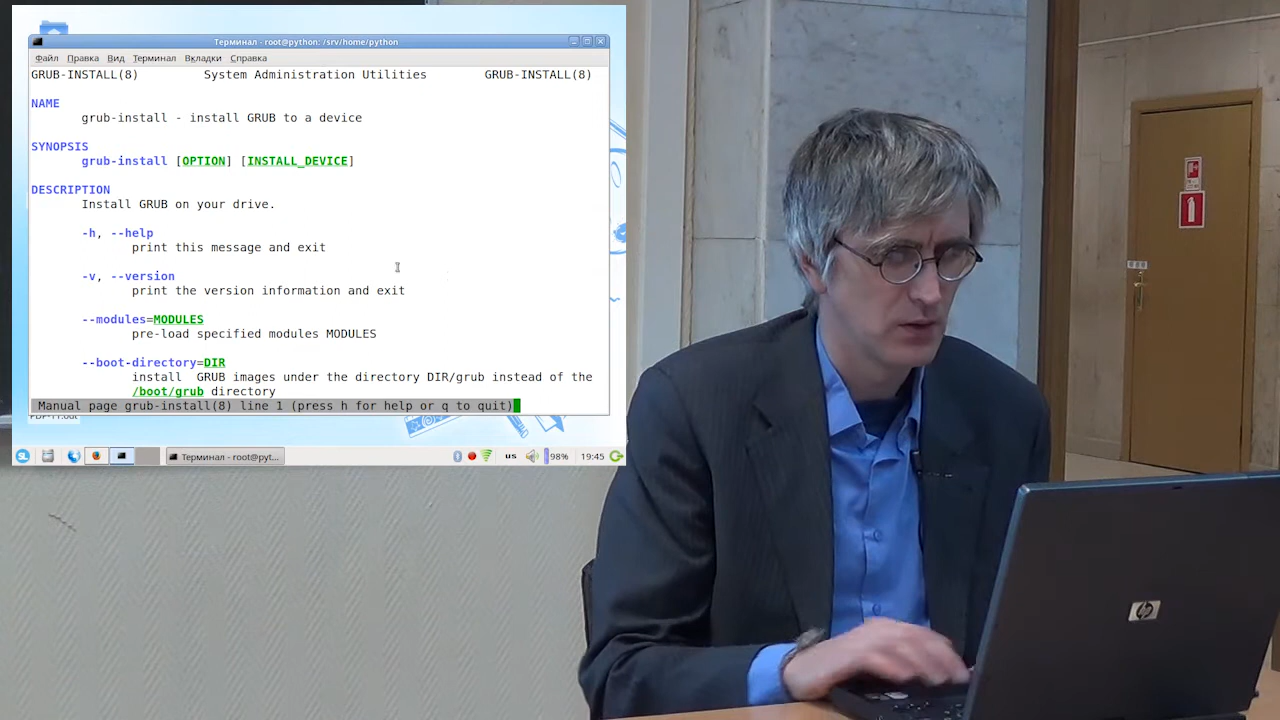 Терминал - root@python: /srv/home/python
Файл Правка Вид Терминал Вкладки Справка
GRUB-INSTALL(8) System Administration Utilities GRUB-INSTALL(8)
NAME
grub-install - install GRUB to a device
SYNOPSIS
grub-install [OPTION] [INSTALL_DEVICE]
DESCRIPTION
Install GRUB on your drive.
-h, --help
print this message and exit
-v, --version
print the version information and exit
--modules=MODULES
pre-load specified modules MODULES
--boot-directory=DIR
install GRUB images under the directory DIR/grub instead of the
/boot/grub directory
Manual page grub-install(8) line 1 (press h for help or q to quit)
SL Терминал - root@pyt... us 98% 19:45
hp